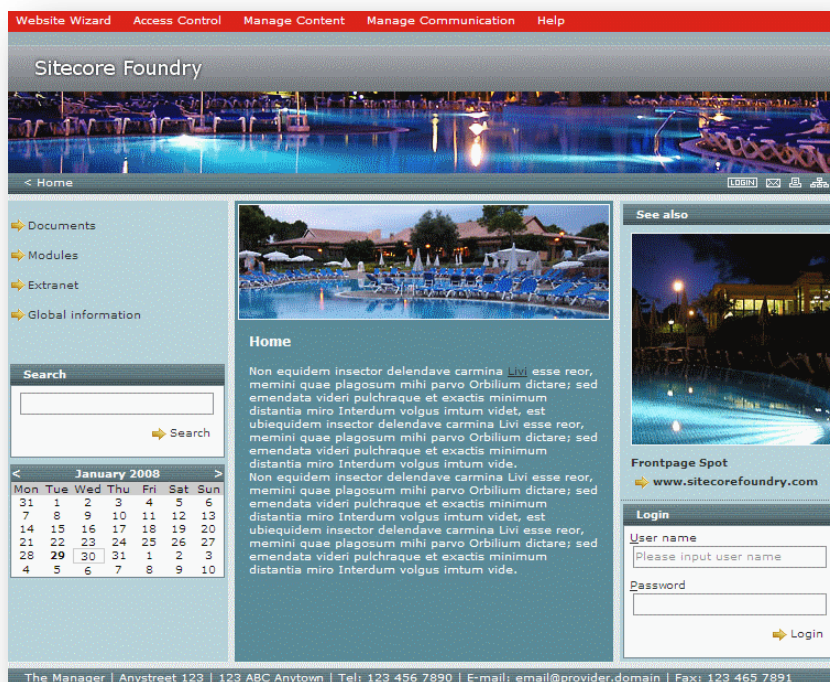 Website Wizard Access Control Manage Content Manage Communication Help
Sitecore Foundry
< Home
LOGIN
Documents
Modules
Extranet
Global information
Search
Search
< January 2008 >
Mon Tue Wed Thu Fri Sat Sun
31 1 2 3 4 5 6
7 8 9 10 11 12 13
14 15 16 17 18 19 20
21 22 23 24 25 26 27
28 29 30 31 1 2 3
4 5 6 7 8 9 10
Home
Non equidem insector delendave carmina Livi esse reor,
memini quae plagosum mihi parvo Orbilium dictare; sed
emendata videri pulchraque et exactis minimum
distantia miro Interdum volgus imtum videt, est
ubiequidem insector delendave carmina Livi esse reor,
memini quae plagosum mihi parvo Orbilium dictare; sed
emendata videri pulchraque et exactis minimum
distantia miro Interdum volgus imtum vide.
Non equidem insector delendave carmina Livi esse reor,
memini quae plagosum mihi parvo Orbilium dictare; sed
emendata videri pulchraque et exactis minimum
distantia miro Interdum volgus imtum videt, est
ubiequidem insector delendave carmina Livi esse reor,
memini quae plagosum mihi parvo Orbilium dictare; sed
emendata videri pulchraque et exactis minimum
distantia miro Interdum volgus imtum vide.
See also
Frontpage Spot
www.sitecorefoundry.com
Login
User name
Please input user name
Password
Login
The Manager | Anystreet 123 | 123 ABC Anytown | Tel: 123 456 7890 | E-mail: email@provider.domain | Fax: 123 465 7891